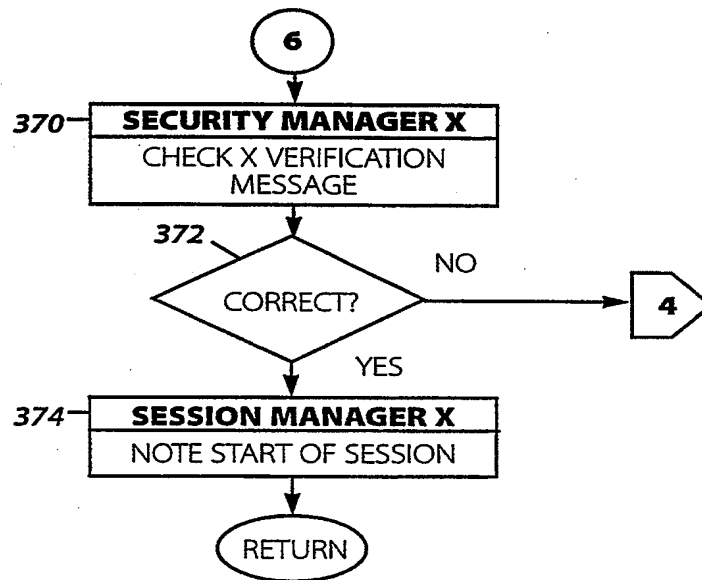 6
370
SECURITY MANAGER X
CHECK X VERIFICATION
MESSAGE
372
CORRECT?
NO
4
YES
374
SESSION MANAGER X
NOTE START OF SESSION
RETURN